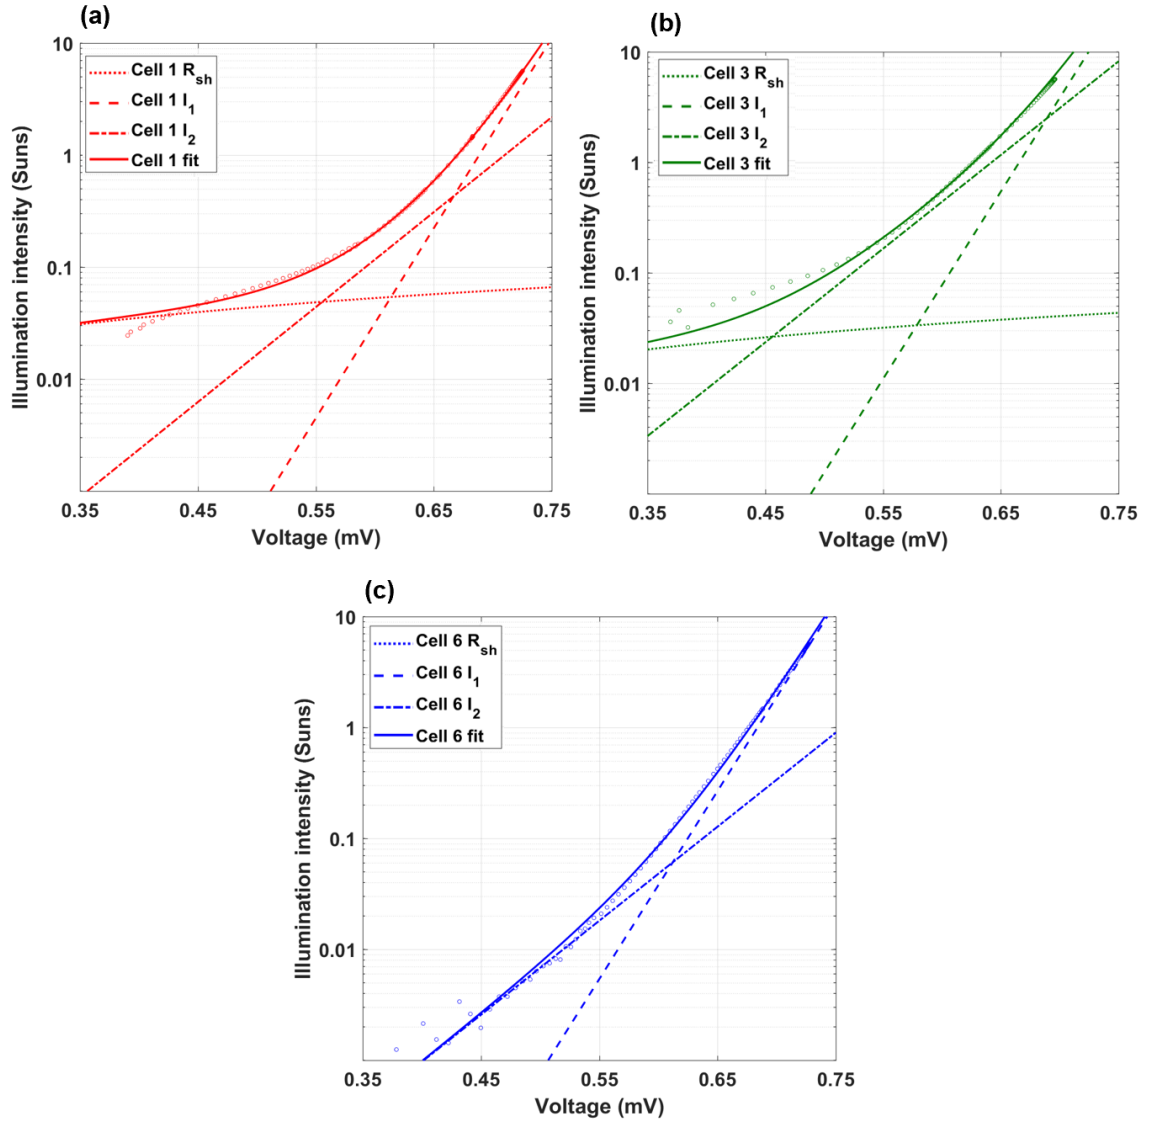 (a)
10
1
0.1
0.01
0.35 0.45 0.55 0.65 0.75
Illumination intensity (Suns)
Voltage (mV)
Cell 1 Rsh
Cell 1 I1
Cell 1 I2
Cell 1 fit
(b)
10
1
0.1
0.01
0.35 0.45 0.55 0.65 0.75
Illumination intensity (Suns)
Voltage (mV)
Cell 3 Rsh
Cell 3 I1
Cell 3 I2
Cell 3 fit
(c)
10
1
0.1
0.01
0.35 0.45 0.55 0.65 0.75
Illumination intensity (Suns)
Voltage (mV)
Cell 6 Rsh
Cell 6 I1
Cell 6 I2
Cell 6 fit